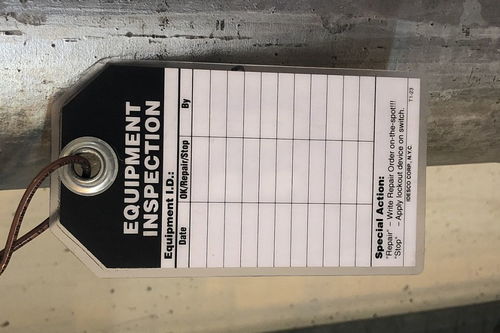 EQUIPMENT
INSPECTION
Equipment I.D.:
Date OK/Repair/Stop By
Special Action:
"Repair" – Write Repair Order on-the-spot!!!
"Stop" – Apply lockout device on switch.
IDESCO CORP., N.Y.C. T1-23